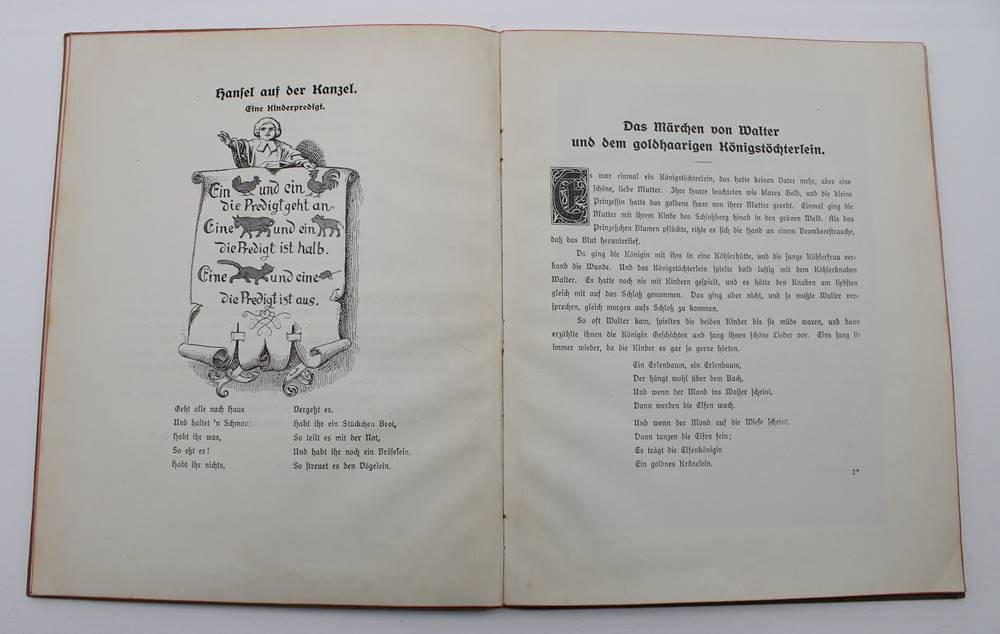 Hansel auf der Kanzel.
Eine Kinderpredigt.
Ein und ein
die Predigt geht an
Eine und ein
die Predigt ist halb.
Eine und eine
die Predigt ist aus.
Geht alle nach Haus
Und haltet 'n Schmaus.
Habt ihr was,
So eßt es!
Habt ihr nichts,
Vergeßt es.
Habt ihr ein Stückchen Brot,
So teilt es mit der Not,
Und habt ihr noch ein Bröselein,
So streuet es den Vögelein.
Das Märchen von Walter
und dem goldhaarigen Königstöchterlein.
Es war einmal ein Königstöchterlein, das hatte keinen Vater mehr, aber eine
schöne, liebe Mutter. Ihre Haare leuchteten wie klares Gold, und die kleine
Prinzessin hatte das goldene Haar von ihrer Mutter geerbt. Einmal ging die
Mutter mit ihrem Kinde den Schloßberg hinab in den grünen Wald. Als das
Prinzeßchen Blumen pflückte, ritzte es sich die Hand an einem Brombeerstrauche,
daß das Blut herunterlief.
Da ging die Königin mit ihm in eine Köhlerhütte, und die junge Köhlerfrau ver-
band die Wunde. Und das Königstöchterlein spielte bald lustig mit dem Köhlerknaben
Walter. Es hatte noch nie mit Kindern gespielt, und es hätte den Knaben am liebsten
gleich mit auf das Schloß genommen. Das ging aber nicht, und so mußte Walter ver-
sprechen, gleich morgen aufs Schloß zu kommen.
So oft Walter kam, spielten die beiden Kinder bis sie müde waren, und dann
erzählte ihnen die Königin Geschichten und sang ihnen schöne Lieder vor. Eins sang
immer wieder, da die Kinder es gar so gerne hörten.
Ein Erlenbaum, ein Erlenbaum,
Der hängt wohl über dem Bach,
Und wenn der Mond ins Wasser scheint,
Dann werden die Elfen wach.
Und wenn der Mond auf die Wiese scheint,
Dann tanzen die Elfen fein;
Es trägt die Elfenkönigin
Ein goldnes Krönelein.
2*